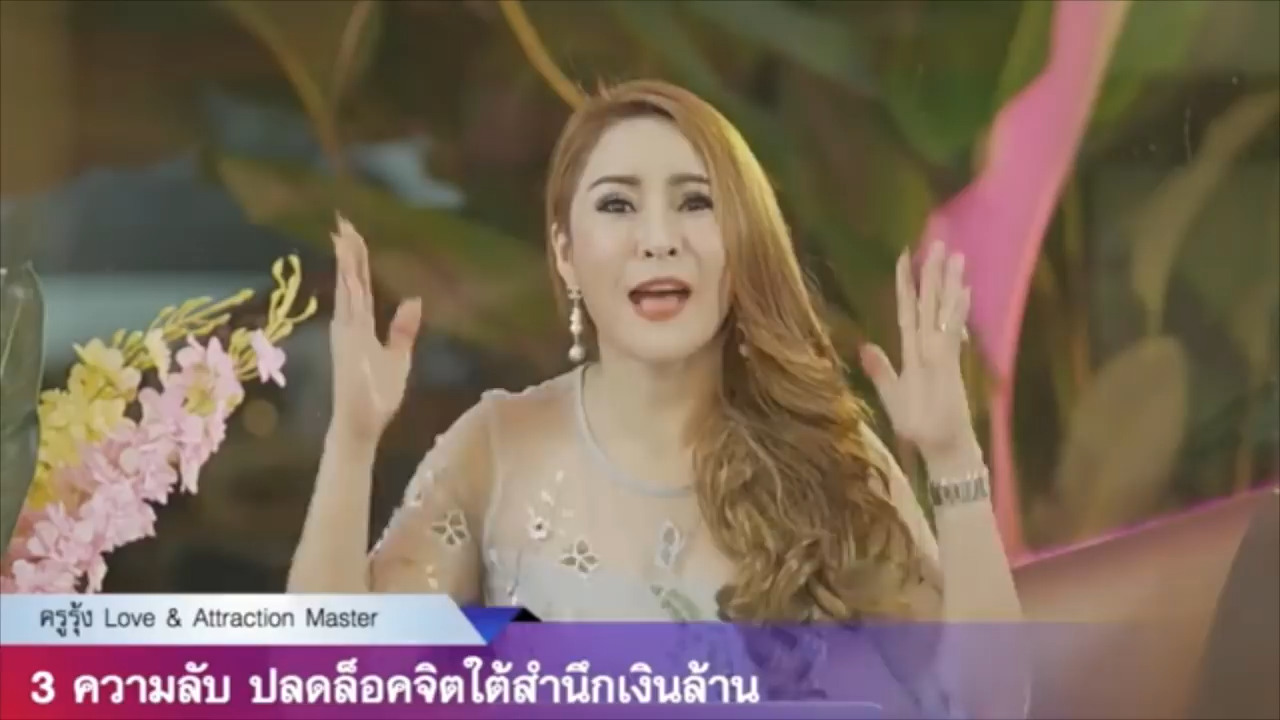 ครูรุ้ง Love & Attraction Master
3 ความลับ ปลดล็อคจิตใต้สำนึกเงินล้าน